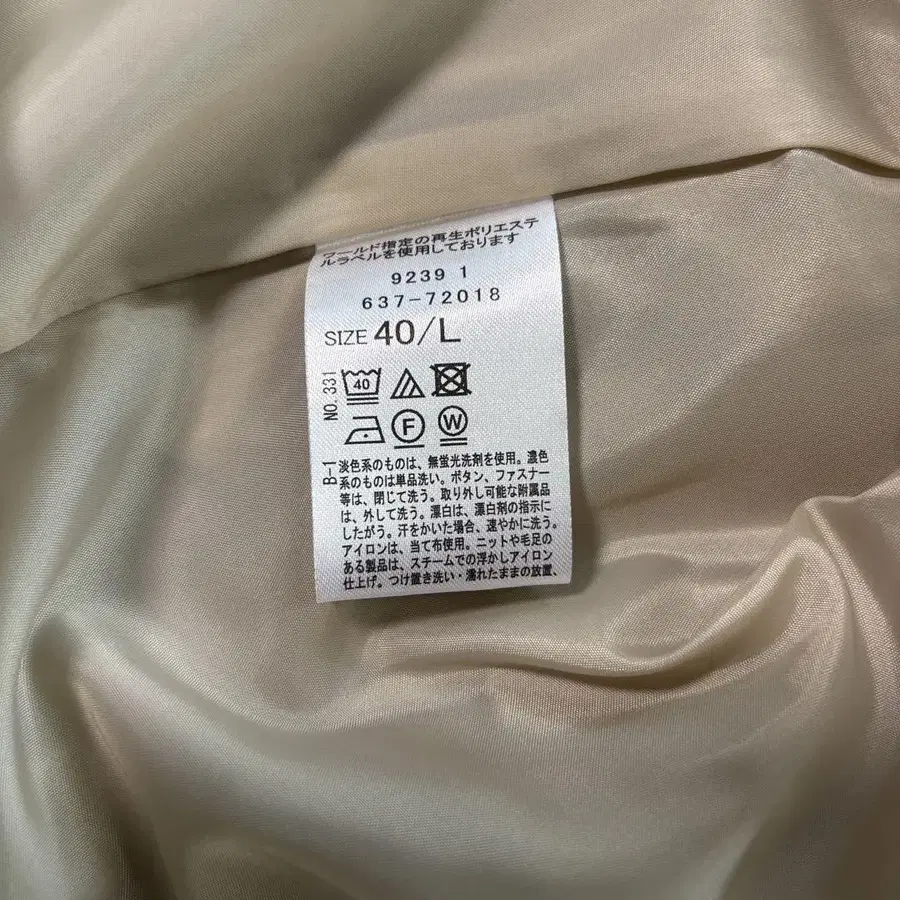 ワールド指定の再生ポリエステ
ルラベルを使用しております
9239 1
637-72018
SIZE 40/L
NO.331
40
F
W
B-1
淡色系のものは、無蛍光洗剤を使用。濃色
系のものは単品洗い。ボタン、ファスナー
等は、閉じて洗う。取り外し可能な附属品
は、外して洗う。漂白は、漂白剤の指示に
したがう。汗をかいた場合、速やかに洗う。
アイロンは、当て布使用。ニットや毛足の
ある製品は、スチームでの浮かしアイロン
仕上げ。つけ置き洗い・濡れたままの放置、